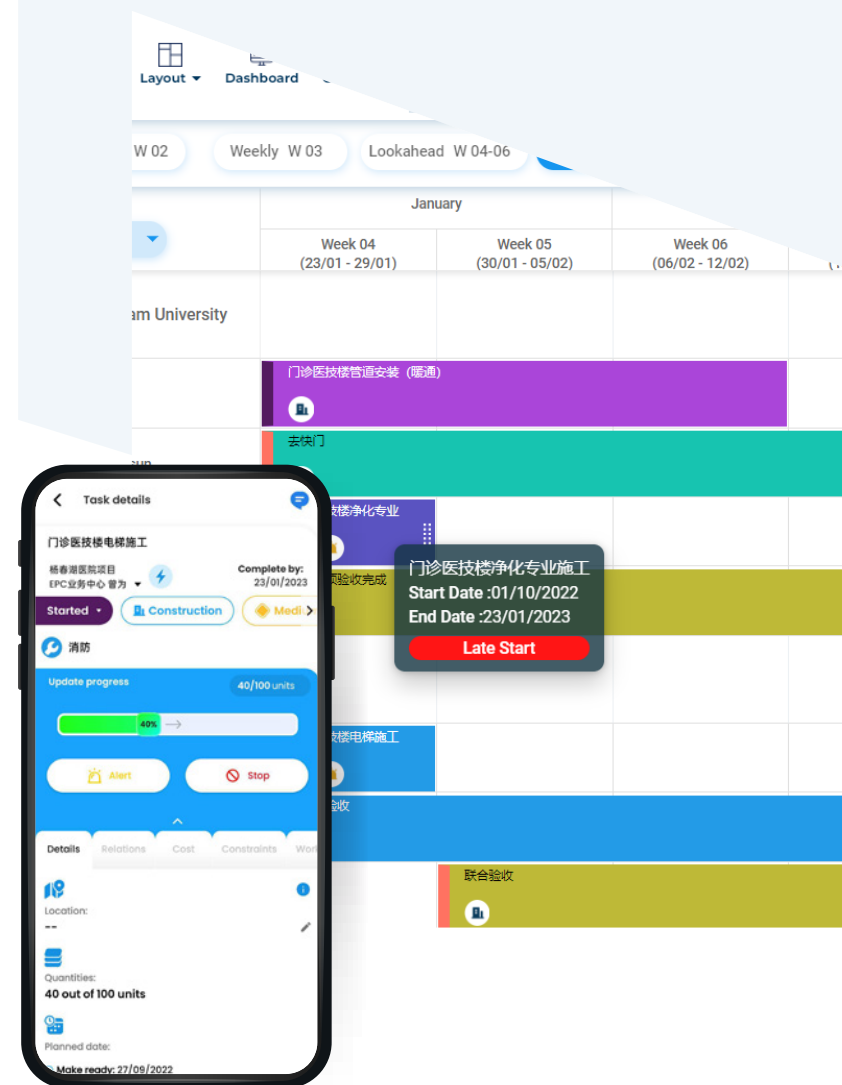 Layout
Dashboard
W 02
Weekly W 03
Lookahead W 04-06
January
Week 04
(23/01 - 29/01)
Week 05
(30/01 - 05/02)
Week 06
(06/02 - 12/02)
University
门诊医技楼管道安装（暖通）
去快门
技楼净化专业
验收完成
门诊医技楼净化专业施工
Start Date :01/10/2022
End Date :23/01/2023
Late Start
技楼电梯施工
验收
联合验收
Task details
门诊医技楼电梯施工
杨春湖医院项目
EPC业务中心 曾为
Complete by:
23/01/2023
Started
Construction
Medi
消防
Update progress
40/100 units
40%
Alert
Stop
Details
Relations
Cost
Constraints
Location:
--
Quantities:
40 out of 100 units
Planned date:
Make ready: 27/09/2022